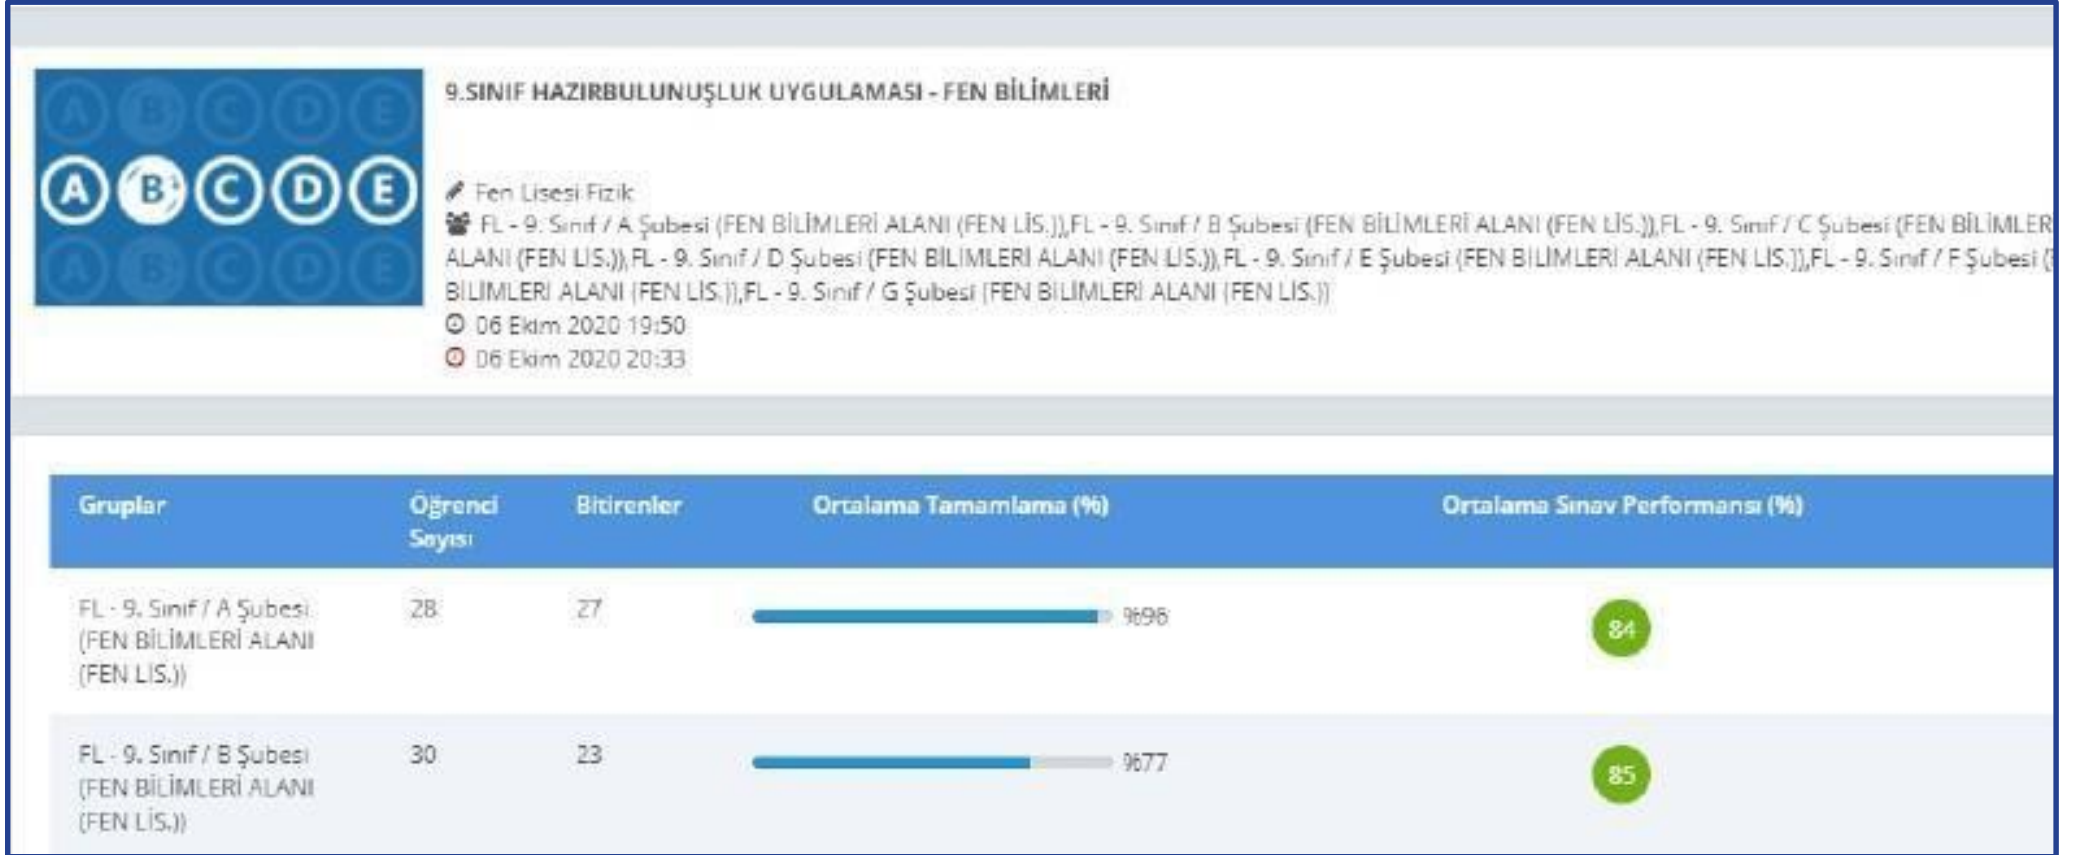 A B C D E
A B C D E
A B C D E
9.SINIF HAZIRBULUNUŞLUK UYGULAMASI - FEN BİLİMLERİ
Fen Lisesi Fizik
FL - 9. Sınıf / A Şubesi (FEN BİLİMLERİ ALANI (FEN LİS.)),FL - 9. Sınıf / B Şubesi (FEN BİLİMLERİ ALANI (FEN LİS.)),FL - 9. Sınıf / C Şubesi (FEN BİLİMLER
ALANI (FEN LİS.)),FL - 9. Sınıf / D Şubesi (FEN BİLİMLERİ ALANI (FEN LİS.)),FL - 9. Sınıf / E Şubesi (FEN BİLİMLERİ ALANI (FEN LİS.)),FL - 9. Sınıf / F Şubesi (
BİLİMLERİ ALANI (FEN LİS.)),FL - 9. Sınıf / G Şubesi (FEN BİLİMLERİ ALANI (FEN LİS.))
06 Ekim 2020 19:50
06 Ekim 2020 20:33
Gruplar Öğrenci Bitirenler Ortalama Tamamlama (%) Ortalama Sınav Performansı (%)
Sayısı
FL - 9. Sınıf / A Şubesi 28 27 %96 84
(FEN BİLİMLERİ ALANI
(FEN LİS.))
FL - 9. Sınıf / B Şubesi 30 23 %77 85
(FEN BİLİMLERİ ALANI
(FEN LİS.))